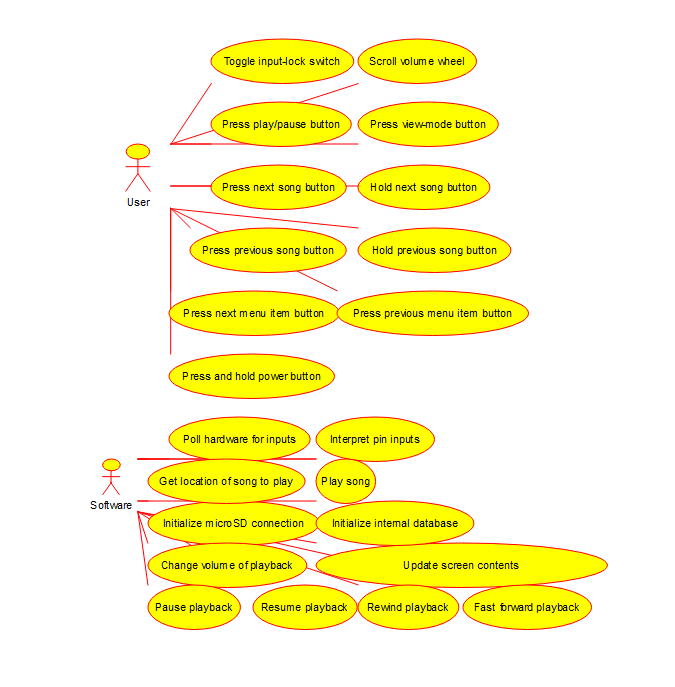 Toggle input-lock switch
Scroll volume wheel
Press play/pause button
Press view-mode button
User
Press next song button
Hold next song button
Press previous song button
Hold previous song button
Press next menu item button
Press previous menu item button
Press and hold power button
Poll hardware for inputs
Interpret pin inputs
Software
Get location of song to play
Play song
Initialize microSD connection
Initialize internal database
Change volume of playback
Update screen contents
Pause playback
Resume playback
Rewind playback
Fast forward playback